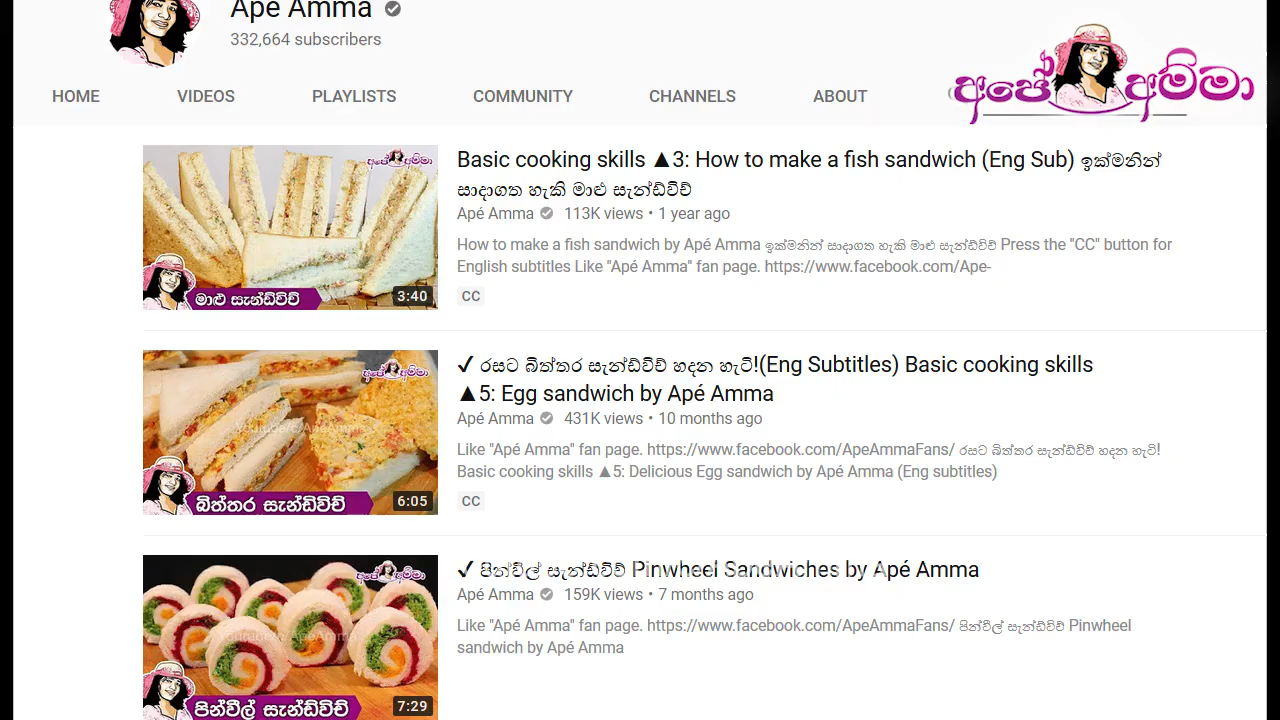 Apé Amma
332,664 subscribers
HOME VIDEOS PLAYLISTS COMMUNITY CHANNELS ABOUT
අපේ අම්මා
අපේ අම්මා
මාළු සැන්ඩ්විච්
3:40
Basic cooking skills ▲3: How to make a fish sandwich (Eng Sub) ඉක්මනින්
සාදාගත හැකි මාළු සැන්ඩ්විච්
Apé Amma 113K views • 1 year ago
How to make a fish sandwich by Apé Amma ඉක්මනින් සාදාගත හැකි මාළු සැන්ඩ්විච් Press the "CC" button for
English subtitles Like "Apé Amma" fan page. https://www.facebook.com/Ape-
CC
අපේ අම්මා
Youtube/c/ApeAmma
බිත්තර සැන්ඩ්විච්
6:05
✓ රසට බිත්තර සැන්ඩ්විච් හදන හැටි!(Eng Subtitles) Basic cooking skills
▲5: Egg sandwich by Apé Amma
Apé Amma 431K views • 10 months ago
Like "Apé Amma" fan page. https://www.facebook.com/ApeAmmaFans/ රසට බිත්තර සැන්ඩ්විච් හදන හැටි!
Basic cooking skills ▲5: Delicious Egg sandwich by Apé Amma (Eng subtitles)
CC
අපේ අම්මා
Youtube/c/ApeAmma
පින්වීල් සැන්ඩ්විච්
7:29
✓ පින්වීල් සැන්ඩ්විච් Pinwheel Sandwiches by Apé Amma
Apé Amma 159K views • 7 months ago
Like "Apé Amma" fan page. https://www.facebook.com/ApeAmmaFans/ පින්වීල් සැන්ඩ්විච් Pinwheel
sandwich by Apé Amma